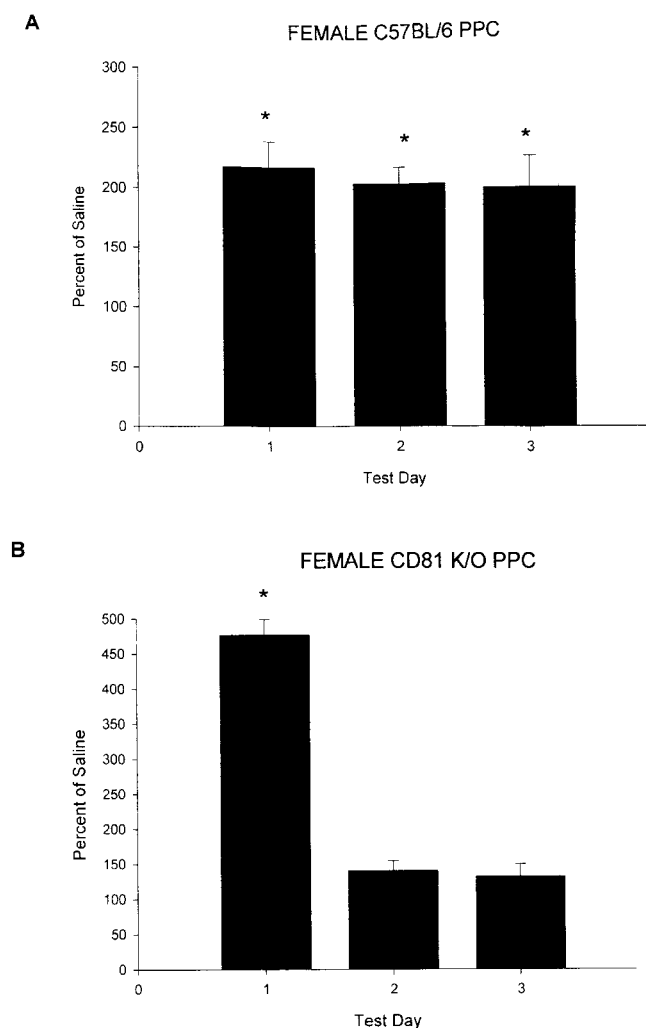 A
FEMALE C57BL/6 PPC
300
250
200
150
100
50
0
Percent of Saline
* * *
0 1 2 3
Test Day
B
FEMALE CD81 K/O PPC
500
450
400
350
300
250
200
150
100
50
0
Percent of Saline
*
0 1 2 3
Test Day